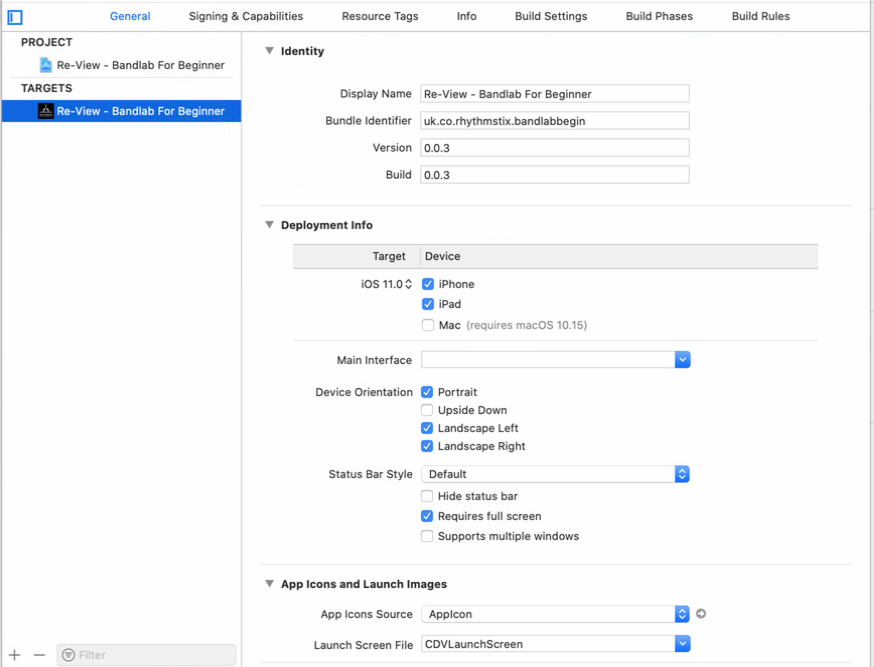 General Signing & Capabilities Resource Tags Info Build Settings Build Phases Build Rules
PROJECT
Re-View - Bandlab For Beginner
TARGETS
Re-View - Bandlab For Beginner
Identity
Display Name Re-View - Bandlab For Beginner
Bundle Identifier uk.co.rhythmstix.bandlabbegin
Version 0.0.3
Build 0.0.3
Deployment Info
Target Device
iOS 11.0 iPhone
iPad
Mac (requires macOS 10.15)
Main Interface
Device Orientation Portrait
Upside Down
Landscape Left
Landscape Right
Status Bar Style Default
Hide status bar
Requires full screen
Supports multiple windows
App Icons and Launch Images
App Icons Source AppIcon
Launch Screen File CDVLaunchScreen
Filter